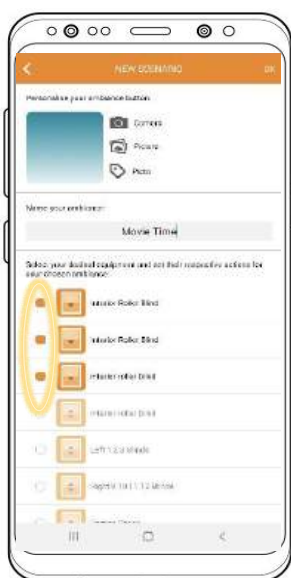 NEW SCENARIO
OK
Personalise your ambiance button:
Camera
Picture
Picto
Name your ambiance:
Movie Time
Select your desired equipment and set their respective actions for
your chosen ambiance:
Interior Roller Blind
Interior Roller Blind
Interior roller blind
Interior roller blind
Left 1 2 3 Blinds